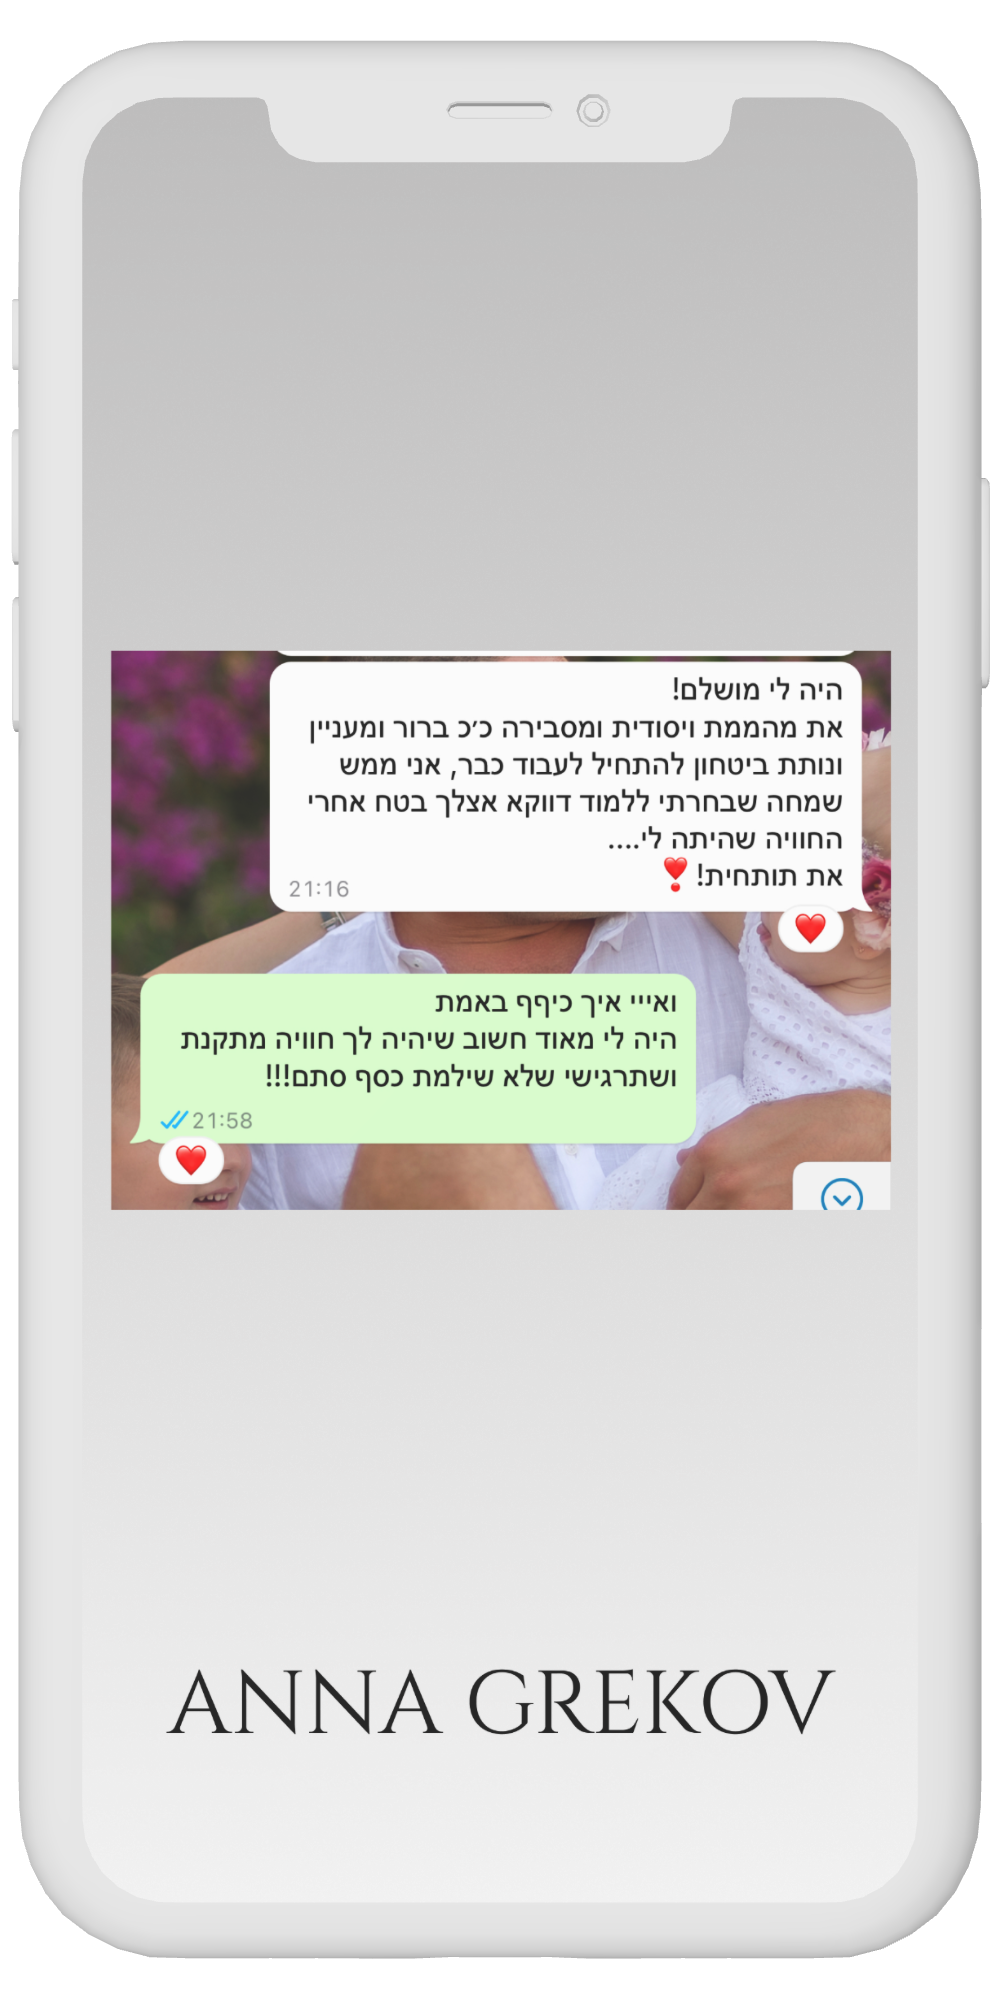 היה לי מושלם!
את מהממת ויסודית ומסבירה כ׳כ ברור ומעניין
ונותת ביטחון להתחיל לעבוד כבר, אני ממש
שמחה שבחרתי ללמוד דווקא אצלך בטח אחרי
החוויה שהיתה לי....
את תותחית! ❣️
21:16
❤️
ואייי איך כיףף באמת
היה לי מאוד חשוב שיהיה לך חוויה מתקנת
ושתרגישי שלא שילמת כסף סתם!!!
21:58
❤️
ANNA GREKOV